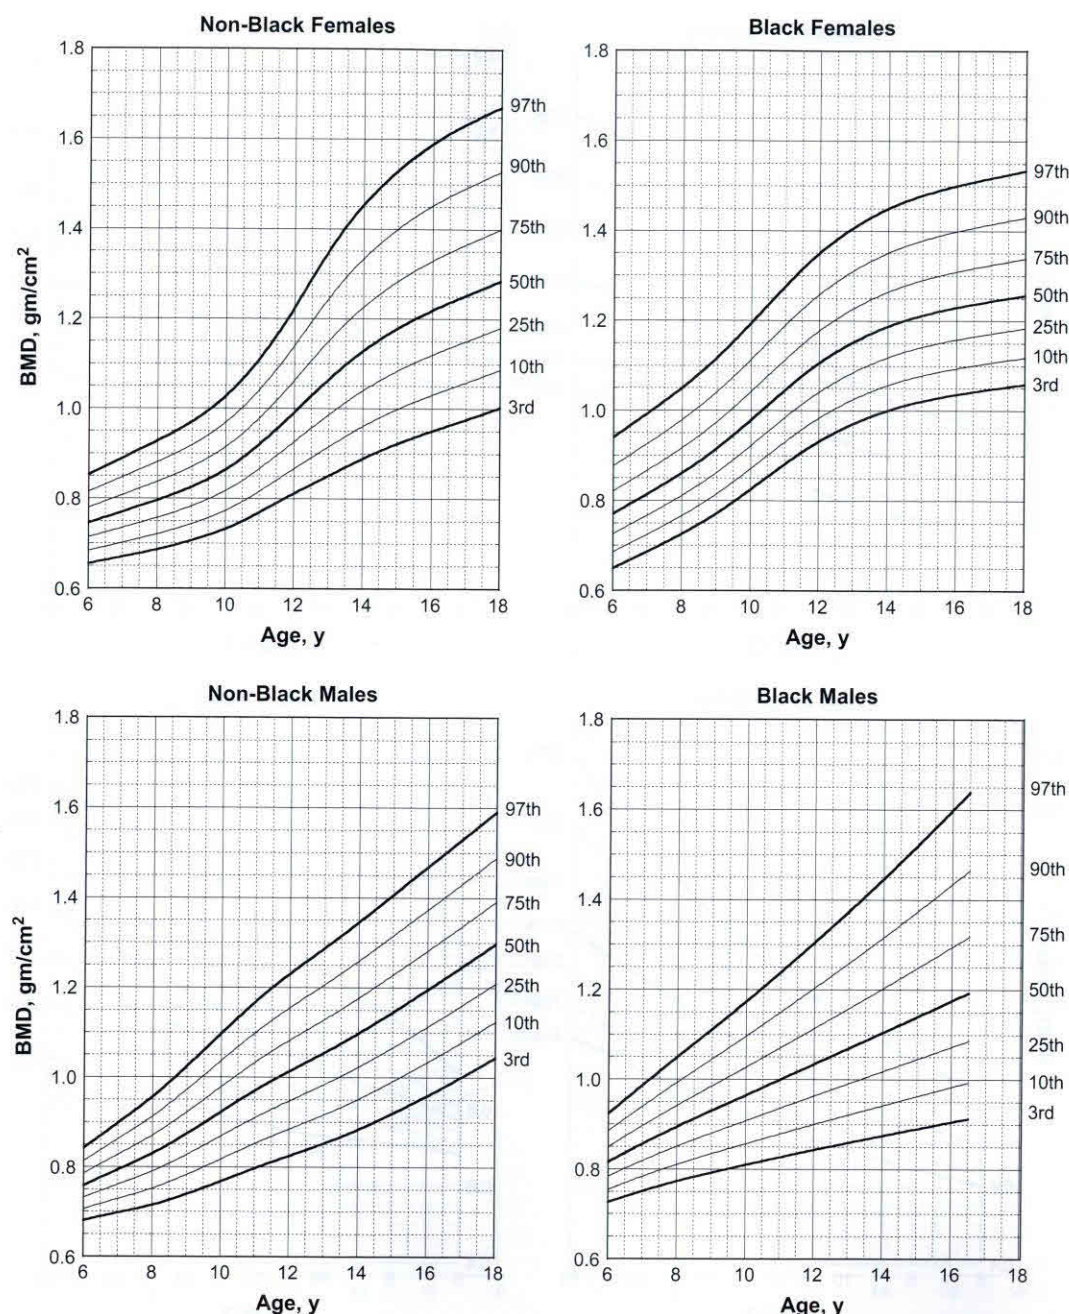 Non-Black Females
1.8
1.6
1.4
1.2
1.0
0.8
0.6
BMD, gm/cm²
97th
90th
75th
50th
25th
10th
3rd
6 8 10 12 14 16 18
Age, y
Black Females
1.8
1.6
1.4
1.2
1.0
0.8
0.6
97th
90th
75th
50th
25th
10th
3rd
6 8 10 12 14 16 18
Age, y
Non-Black Males
1.8
1.6
1.4
1.2
1.0
0.8
0.6
BMD, gm/cm²
97th
90th
75th
50th
25th
10th
3rd
6 8 10 12 14 16 18
Age, y
Black Males
1.8
1.6
1.4
1.2
1.0
0.8
0.6
97th
90th
75th
50th
25th
10th
3rd
6 8 10 12 14 16 18
Age, y